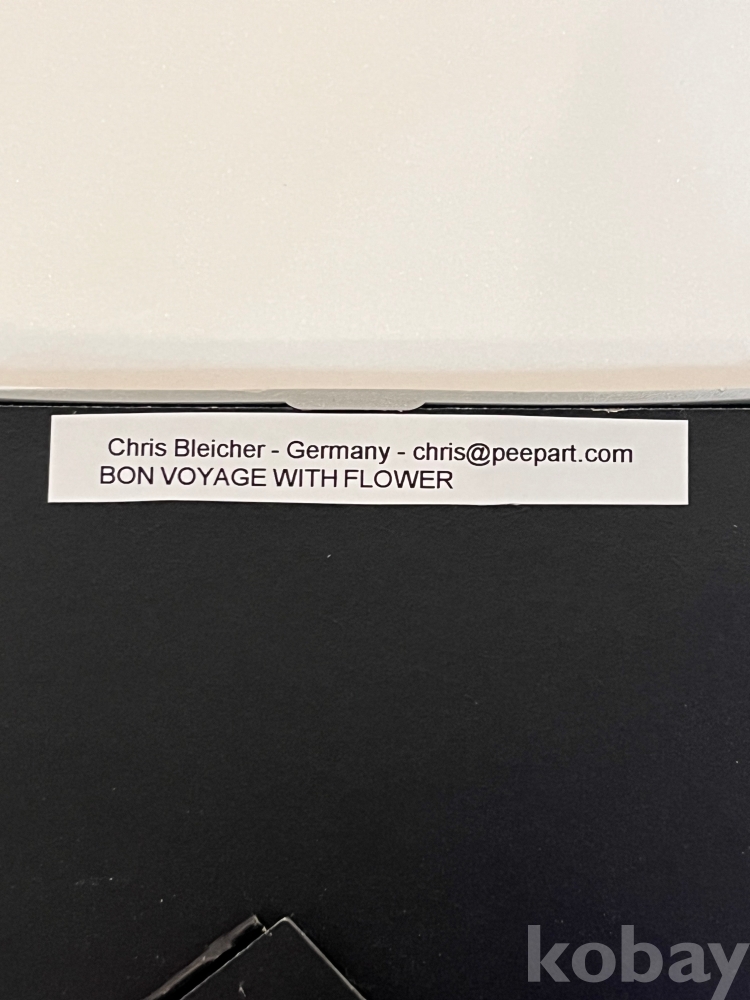 Chris Bleicher - Germany - chris@peepart.com
BON VOYAGE WITH FLOWER
kobay